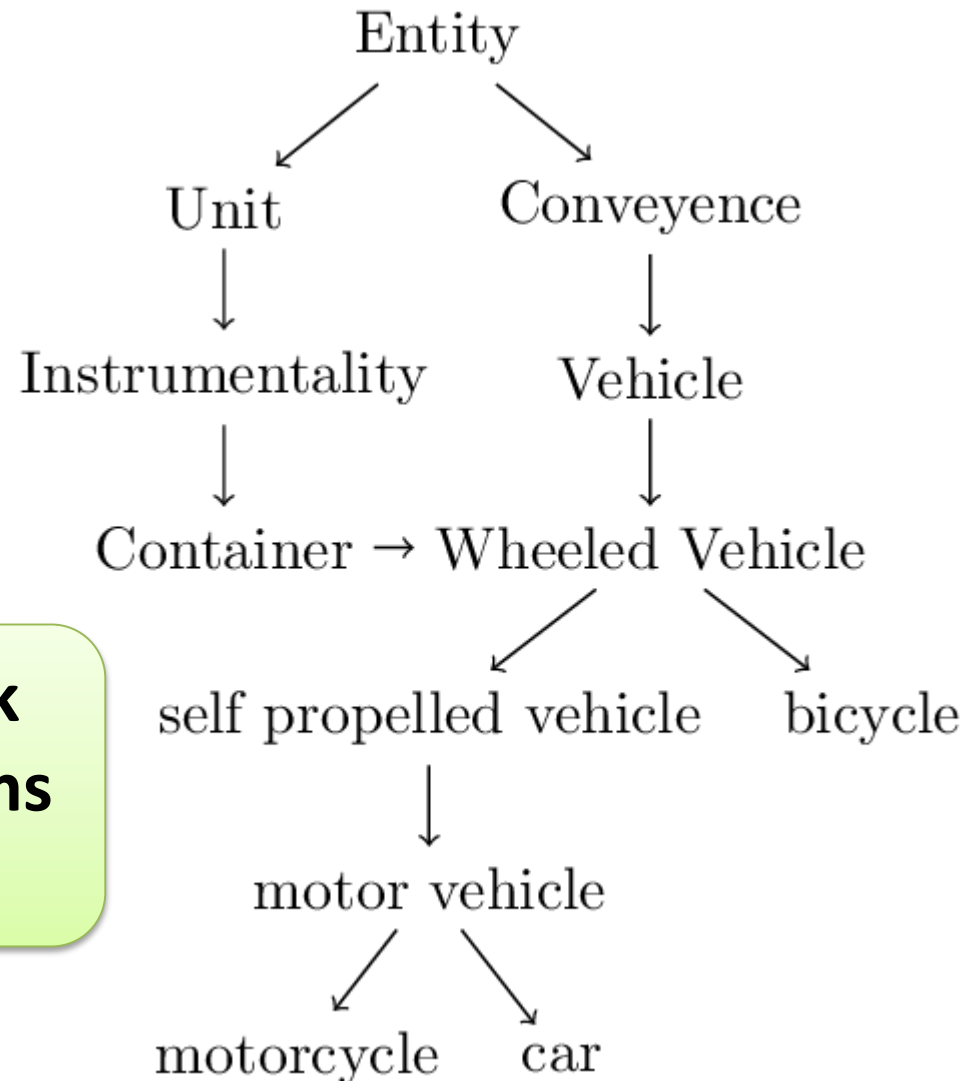 Entity
Unit Conveyence
Instrumentality Vehicle
Container → Wheeled Vehicle
self propelled vehicle bicycle
motor vehicle
motorcycle car